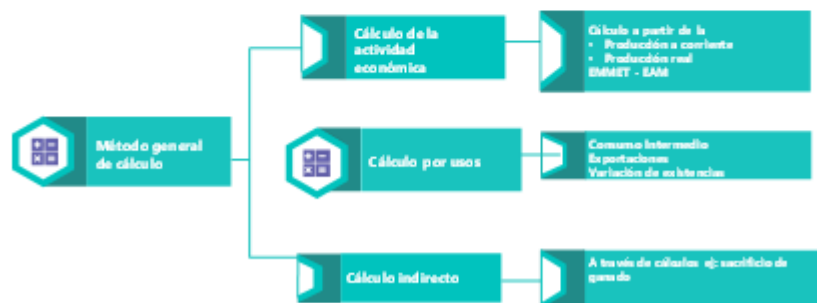 Cálculo de la
actividad
económica
Cálculo a partir de la
• Producción a corriente
• Producción real
EMMET - EAM
Método general
de cálculo
Cálculo por usos
Consumo Intermedio
Exportaciones
Variación de existencias
Cálculo indirecto
A través de cálculos ej: sacrificio de
ganado